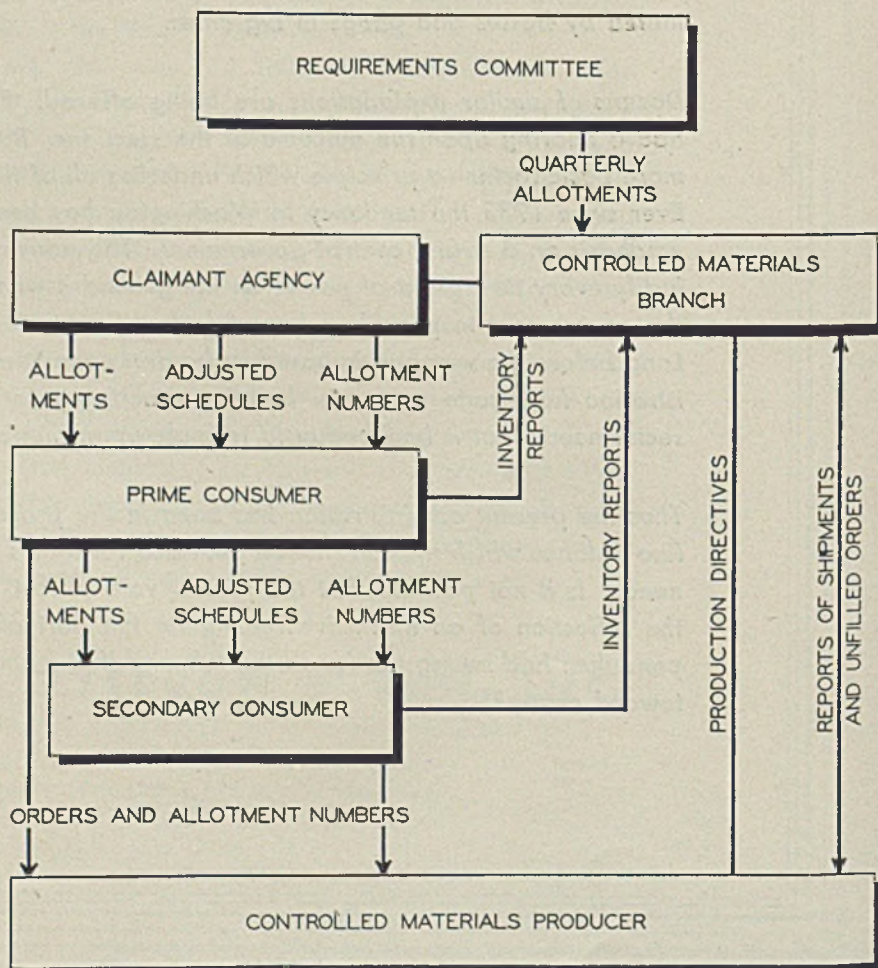 REQUIREMENTS COMMITTEE
QUARTERLY
ALLOTMENTS
CLAIMANT AGENCY
CONTROLLED MATERIALS
BRANCH
ALLOT-
MENTS
ADJUSTED
SCHEDULES
ALLOTMENT
NUMBERS
INVENTORY
REPORTS
PRIME CONSUMER
INVENTORY REPORTS
PRODUCTION DIRECTIVES
REPORTS OF SHIPMENTS
AND UNFILLED ORDERS
ALLOT-
MENTS
ADJUSTED
SCHEDULES
ALLOTMENT
NUMBERS
SECONDARY CONSUMER
ORDERS AND ALLOTMENT NUMBERS
CONTROLLED MATERIALS PRODUCER